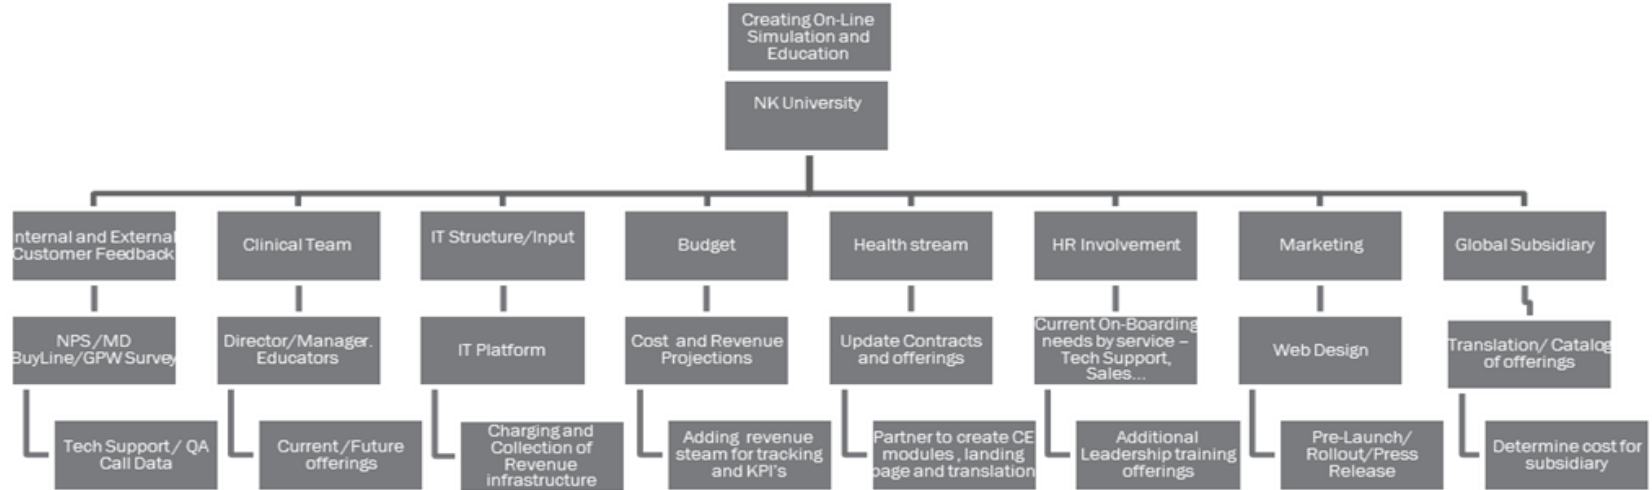 Creating On-Line
Simulation and
Education
NK University
nternal and External
Customer Feedback
Clinical Team
IT Structure/Input
Budget
Health stream
HR Involvement
Marketing
Global Subsidiary
NPS/MD
BuyLine/GPW Survey
Director/Manager.
Educators
IT Platform
Cost and Revenue
Projections
Update Contracts
and offerings
Current On-Boarding
needs by service –
Tech Support,
Sales...
Web Design
Translation/ Catalog
of offerings
Tech Support / QA
Call Data
Current/Future
offerings
Charging and
Collection of
Revenue
infrastructure
Adding revenue
steam for tracking
and KPI's
Partner to create CE
modules , landing
page and translation
Additional
Leadership training
offerings
Pre-Launch/
Rollout/Press
Release
Determine cost for
subsidiary